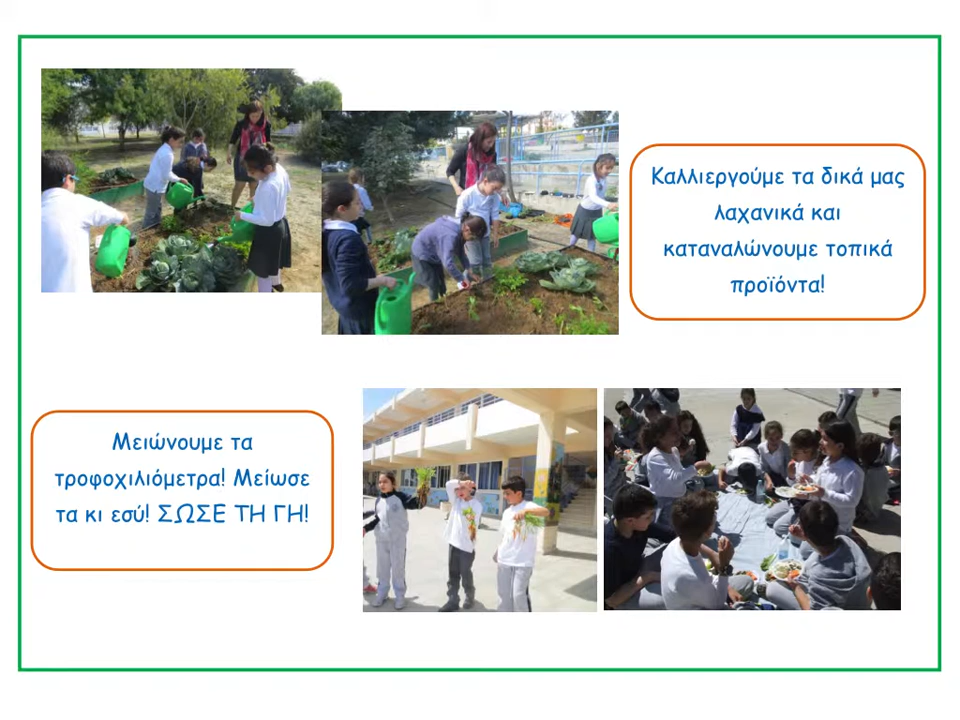 Καλλιεργούμε τα δικά μας
λαχανικά και
καταναλώνουμε τοπικά
προϊόντα!
Μειώνουμε τα
τροφοχιλιόμετρα! Μείωσε
τα κι εσύ! ΣΩΣΕ ΤΗ ΓΗ!